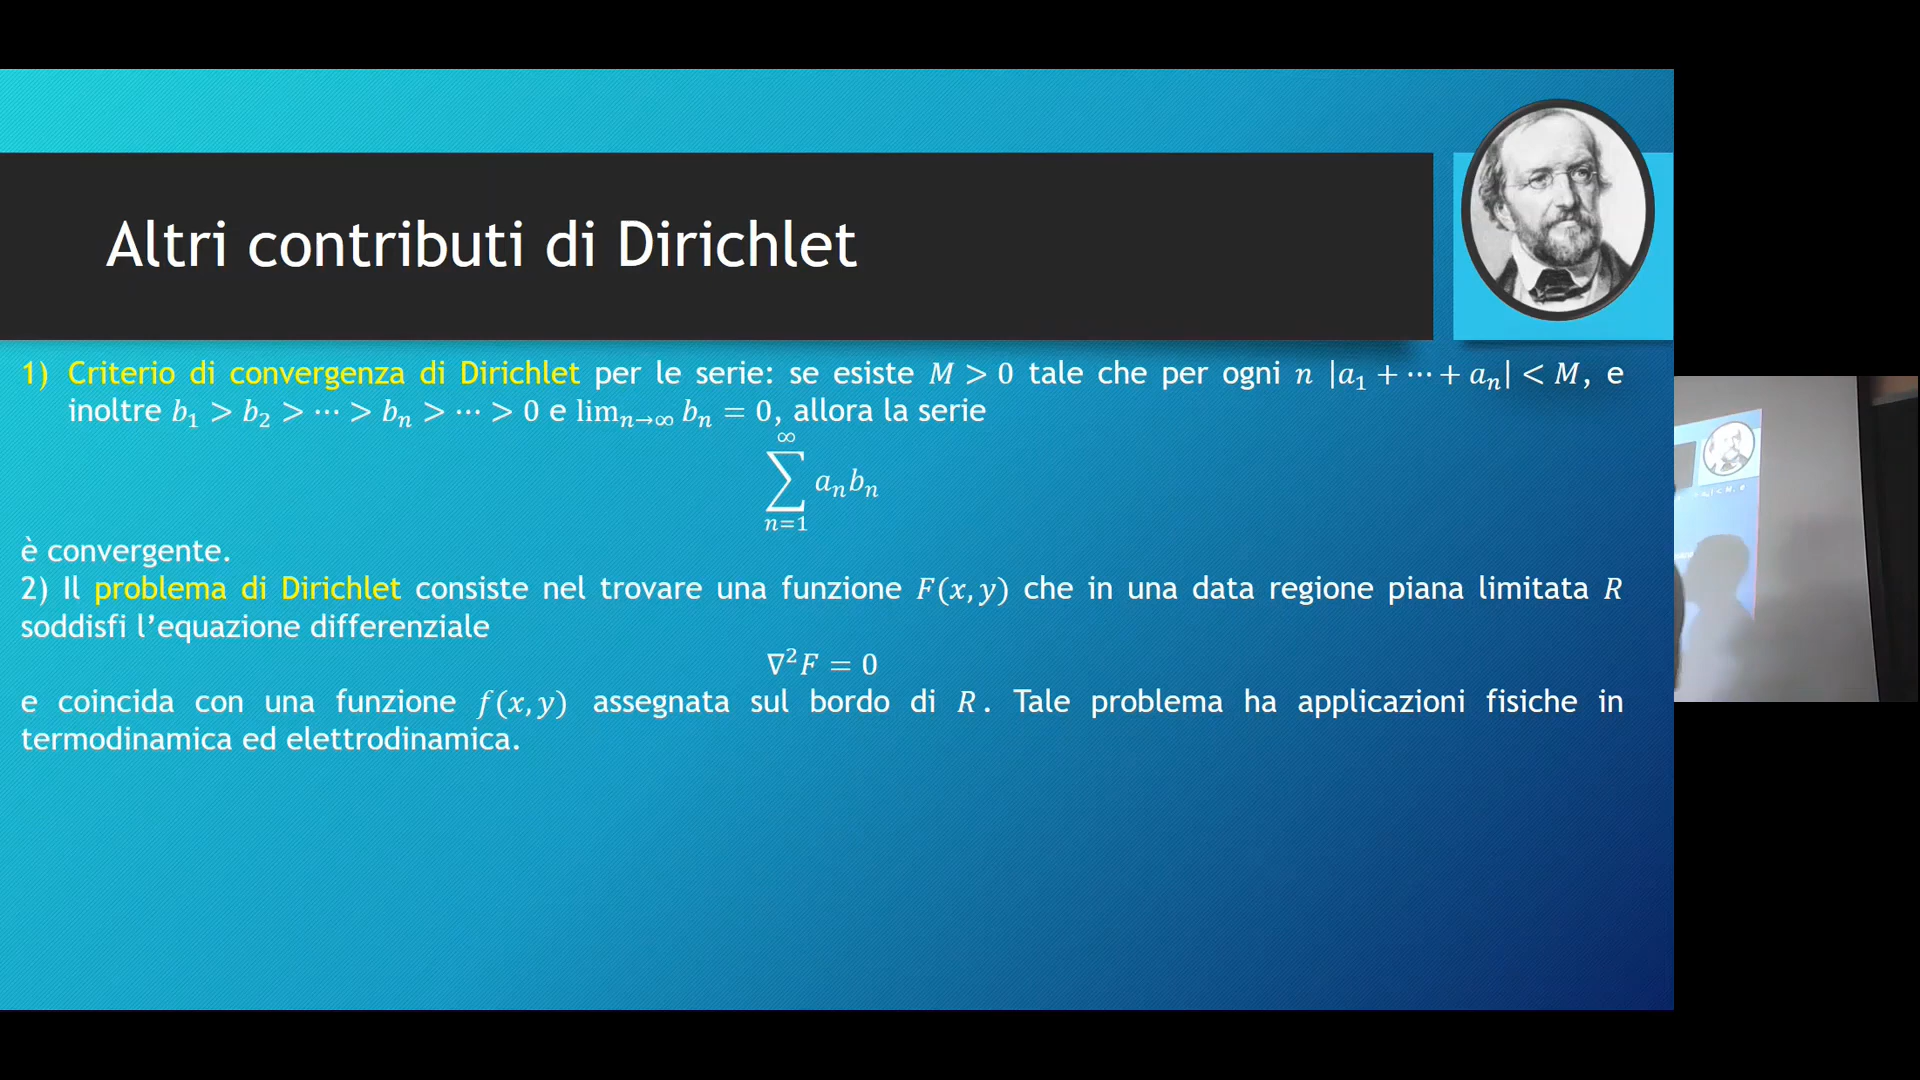 Altri contributi di Dirichlet
1) Criterio di convergenza di Dirichlet per le serie: se esiste M > 0 tale che per ogni n |a₁ + ⋯ + aₙ| < M, e
inoltre b₁ > b₂ > ⋯ > bₙ > ⋯ > 0 e limₙ→∞ bₙ = 0, allora la serie
∞
∑ aₙbₙ
n=1
è convergente.
2) Il problema di Dirichlet consiste nel trovare una funzione F(x, y) che in una data regione piana limitata R
soddisfi l’equazione differenziale
∇²F = 0
e coincida con una funzione f(x, y) assegnata sul bordo di R. Tale problema ha applicazioni fisiche in
termodinamica ed elettrodinamica.